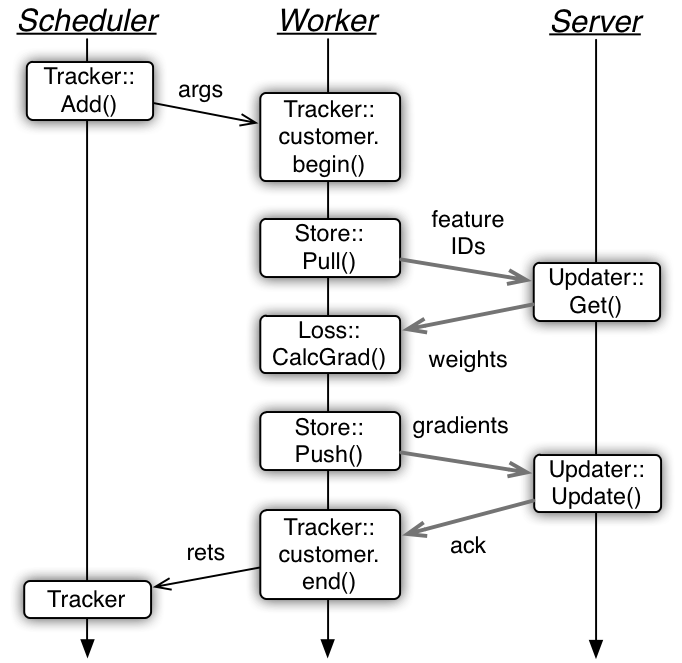 Scheduler
Worker
Server
Tracker::
Add()
args
Tracker::
customer.
begin()
Store::
Pull()
feature
IDs
Updater::
Get()
Loss::
CalcGrad()
weights
Store::
Push()
gradients
Updater::
Update()
Tracker::
customer.
end()
ack
rets
Tracker